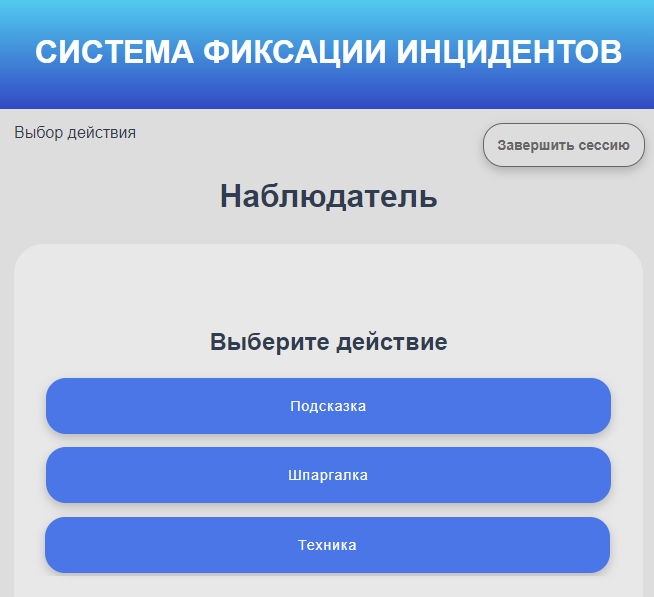 СИСТЕМА ФИКСАЦИИ ИНЦИДЕНТОВ
Выбор действия
Завершить сессию
Наблюдатель
Выберите действие
Подсказка
Шпаргалка
Техника